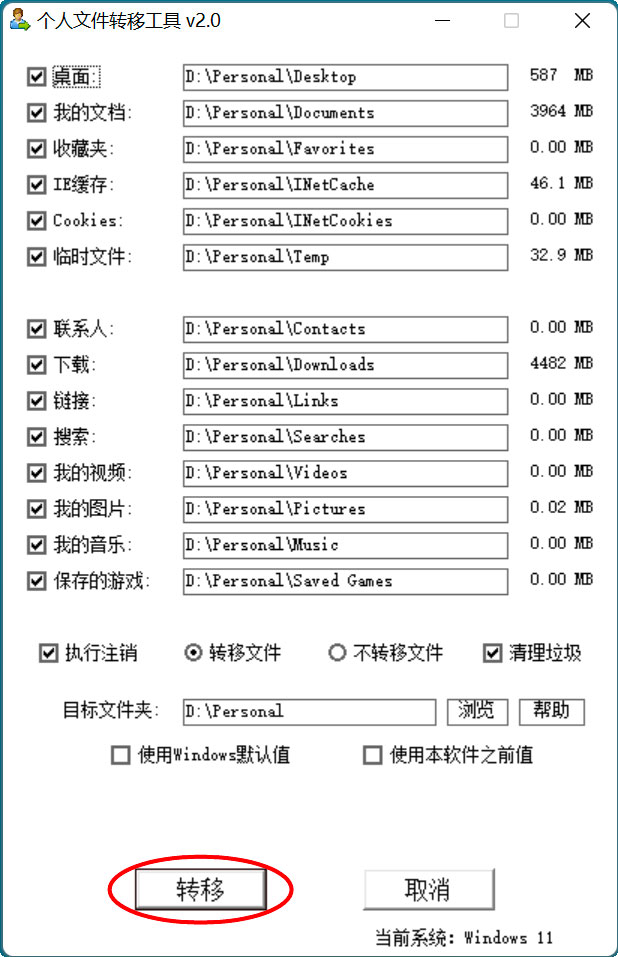 个人文件转移工具 v2.0
桌面: D:\Personal\Desktop 587 MB
我的文档: D:\Personal\Documents 3964 MB
收藏夹: D:\Personal\Favorites 0.00 MB
IE缓存: D:\Personal\INetCache 46.1 MB
Cookies: D:\Personal\INetCookies 0.00 MB
临时文件: D:\Personal\Temp 32.9 MB
联系人: D:\Personal\Contacts 0.00 MB
下载: D:\Personal\Downloads 4482 MB
链接: D:\Personal\Links 0.00 MB
搜索: D:\Personal\Searches 0.00 MB
我的视频: D:\Personal\Videos 0.00 MB
我的图片: D:\Personal\Pictures 0.02 MB
我的音乐: D:\Personal\Music 0.00 MB
保存的游戏: D:\Personal\Saved Games 0.00 MB
执行注销 转移文件 不转移文件 清理垃圾
目标文件夹: D:\Personal 浏览 帮助
使用Windows默认值 使用本软件之前值
转移 取消
当前系统: Windows 11